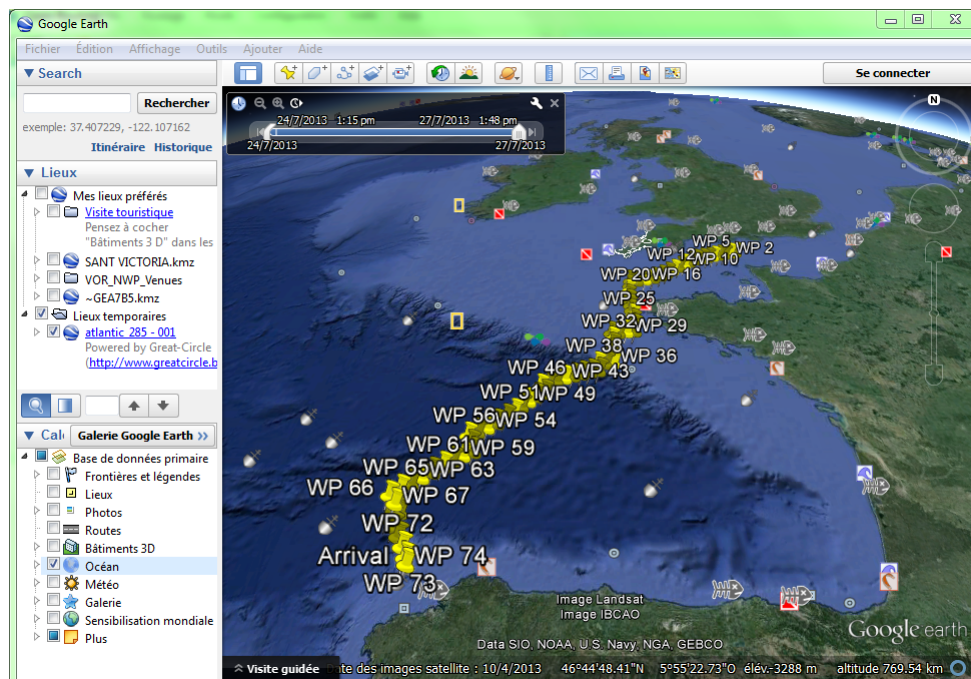 Google Earth
Fichier Édition Affichage Outils Ajouter Aide
Search
Rechercher
exemple: 37.407229, -122.107162
Itinéraire Historique
Lieux
Mes lieux préférés
Visite touristique
Pensez à cocher
"Bâtiments 3 D" dans les
SANT VICTORIA.kmz
VOR_NWP_Venues
~GEA7B5.kmz
Lieux temporaires
atlantic 285 - 001
Powered by Great-Circle
(http://www.greatcircle.b
Cal Galerie Google Earth >>
Base de données primaire
Frontières et légendes
Lieux
Photos
Routes
Bâtiments 3D
Océan
Météo
Galerie
Sensibilisation mondiale
Plus
Se connecter
24/7/2013 1:15 pm 27/7/2013 1:48 pm
24/7/2013 27/7/2013
N
WP 5
WP 2
WP 12
WP 10
WP 20
WP 16
WP 25
WP 32
WP 29
WP 38
WP 36
WP 46
WP 43
WP 51
WP 49
WP 56
WP 54
WP 61
WP 59
WP 65
WP 63
WP 66
WP 67
WP 72
Arrival
WP 74
WP 73
Image Landsat
Image IBCAO
Data SIO, NOAA, U.S. Navy, NGA, GEBCO
Google earth
Visite guidée nte des images satellite : 10/4/2013 46°44'48.41"N 5°55'22.73"O élév.-3288 m altitude 769.54 km